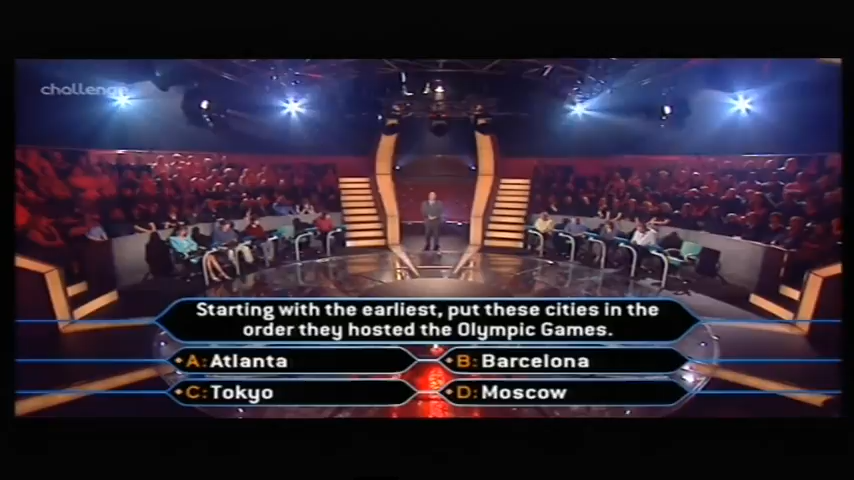 challenge
Starting with the earliest, put these cities in the
order they hosted the Olympic Games.
A: Atlanta
B: Barcelona
C: Tokyo
D: Moscow